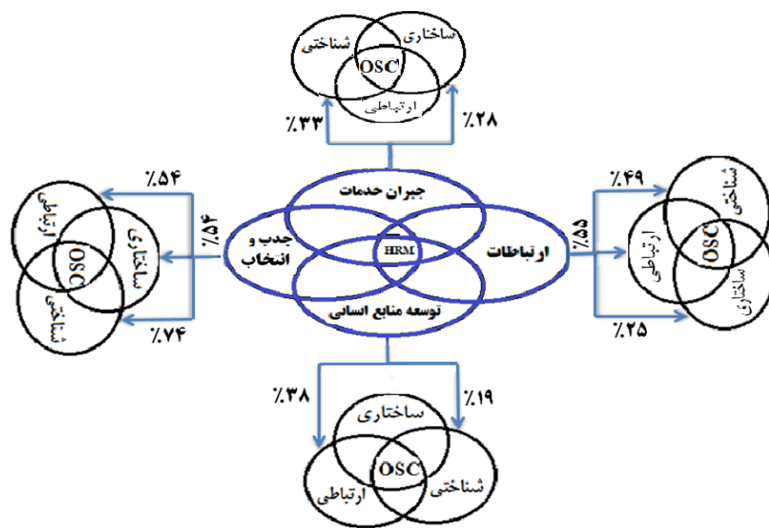 شناختی
ساختاری
OSC
ارتباطی
٪۳۳
٪۲۸
جبران خدمات
جذب و
انتخاب
HRM
ارتباطات
توسعه منابع انسانی
٪۵۴
٪۵۴
٪۷۴
ارتباطی
ساختاری
OSC
شناختی
٪۴۹
٪۵۵
٪۲۵
شناختی
ارتباطی
OSC
ساختاری
٪۳۸
٪۱۹
ساختاری
OSC
ارتباطی
شناختی